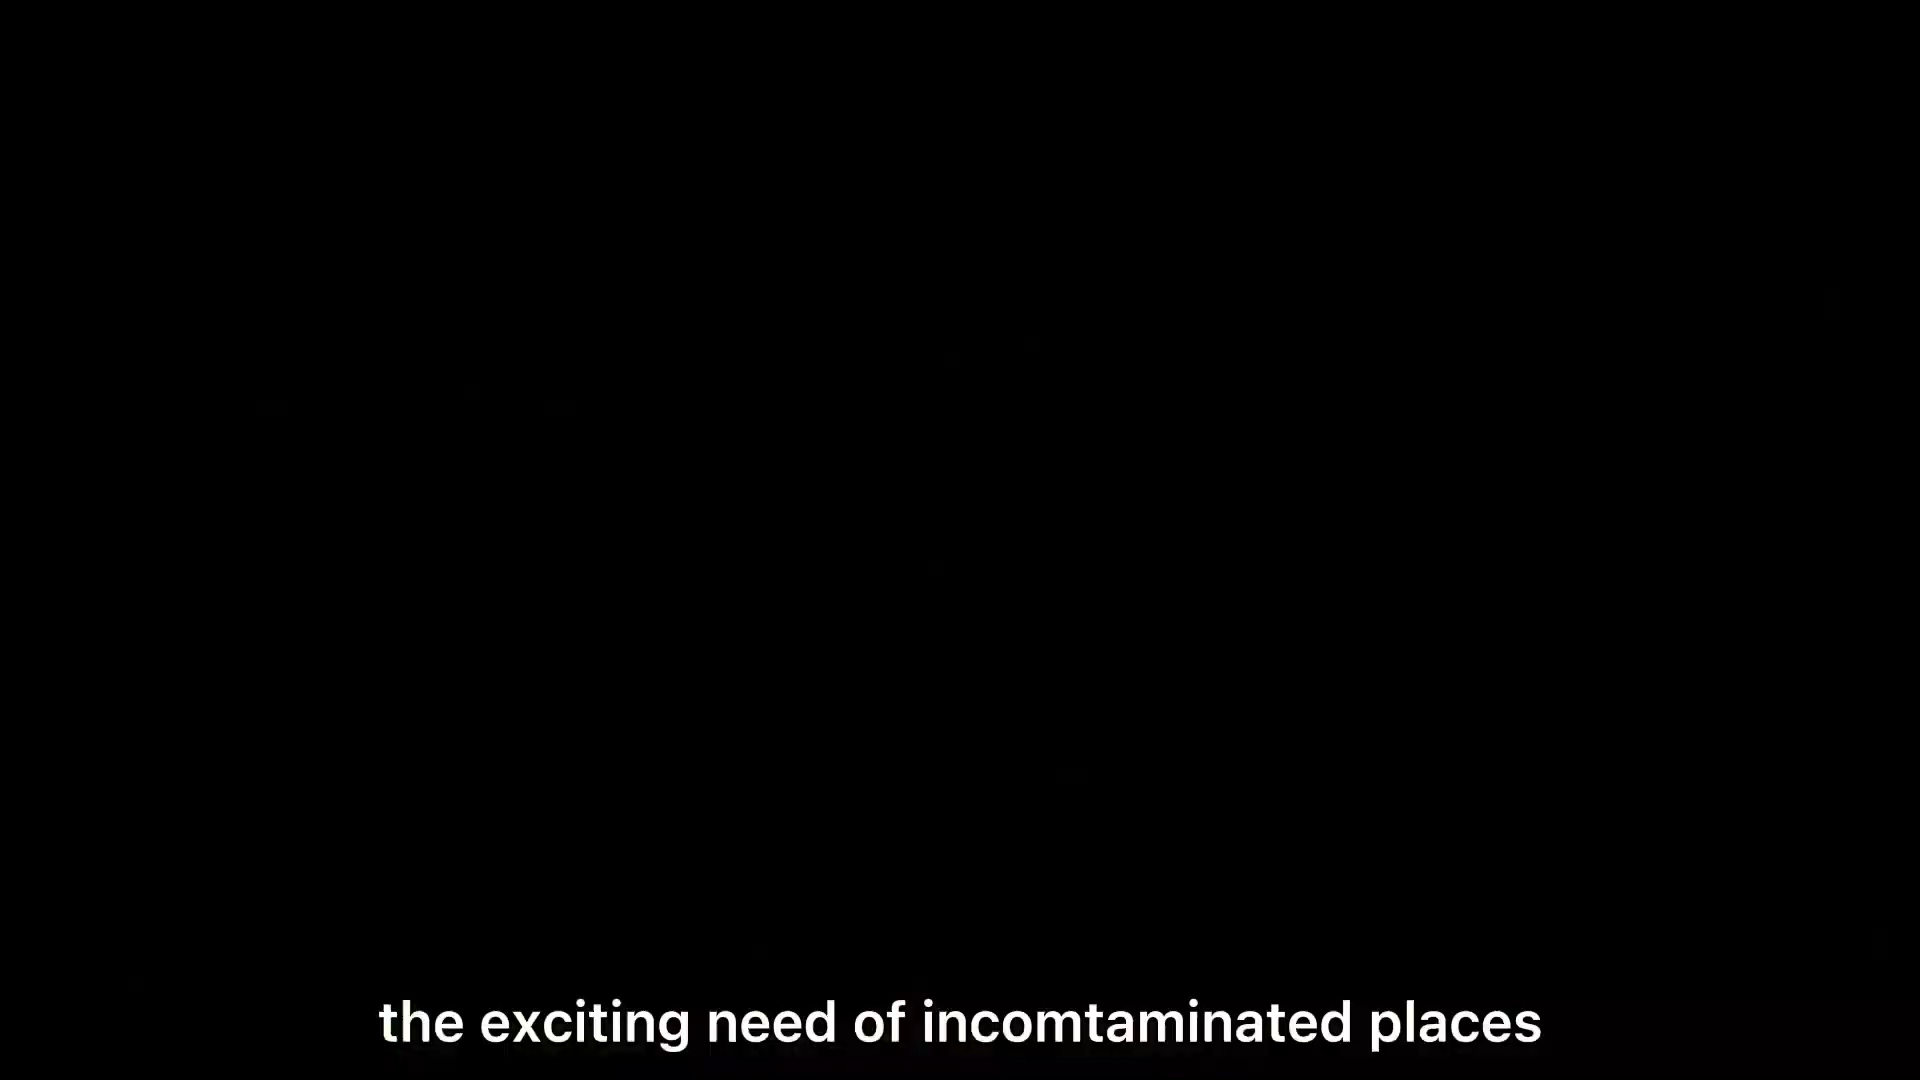 the exciting need of incomtaminated places